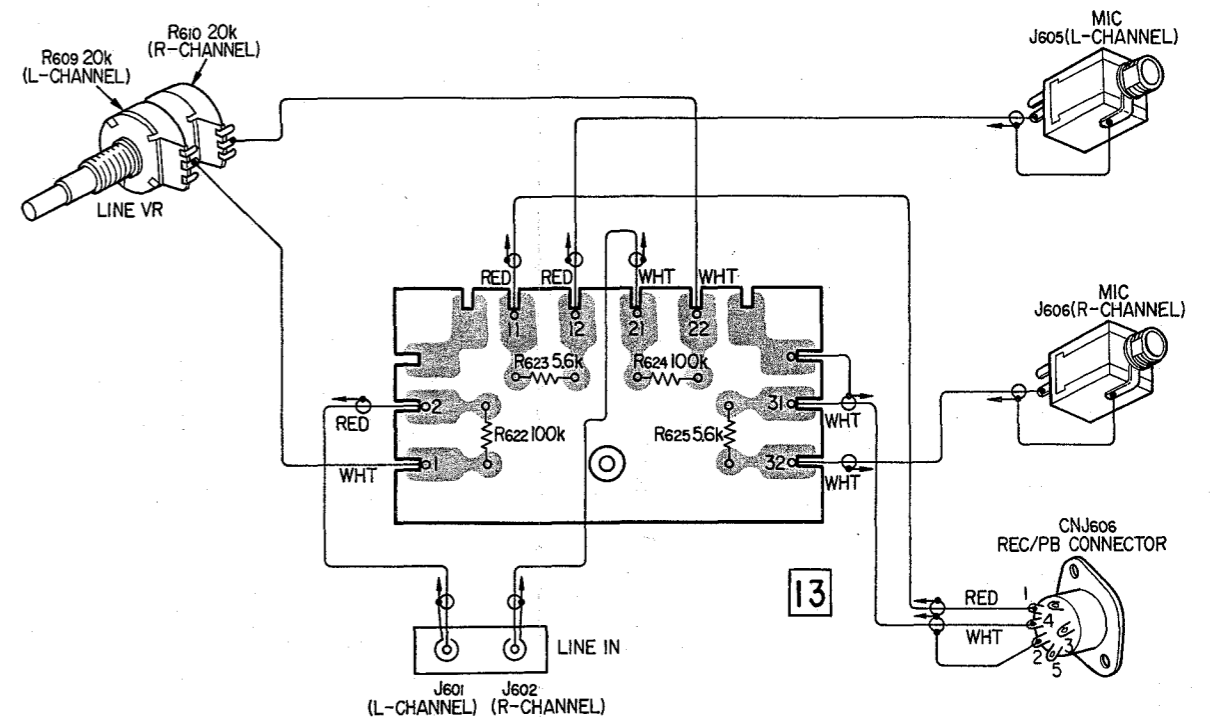 R610 20k
(R-CHANNEL)
R609 20k
(L-CHANNEL)
LINE VR
MIC
J605(L-CHANNEL)
RED
RED
WHT
WHT
11
12
21
22
R623 5.6k
R624 100k
2
RED
R622 100k
1
WHT
R625 5.6k
31
WHT
32
WHT
MIC
J606(R-CHANNEL)
CNJ606
REC/PB CONNECTOR
13
RED
WHT
1
4
2
3
5
LINE IN
J601
(L-CHANNEL)
J602
(R-CHANNEL)